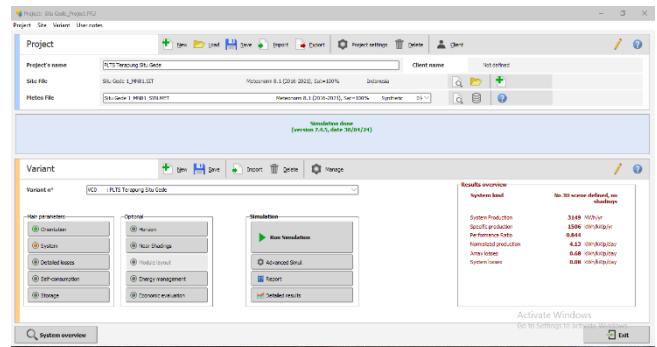 Project: Situ Gede_Project.PRJ
Project Site Variant User notes
Project New Load Save Import Export Project settings Delete Client
Project's name PLTS Terapung Situ Gede Client name Not defined
Site File Situ Gede 1_MN81.SIT Meteonorm 8.1 (2016-2021), Sat=100% Indonesia
Meteo File Situ Gede 1_MN81_SYN.MET Meteonorm 8.1 (2016-2021), Sat=100% Synthetic
Simulation done
(version 7.4.5, date 30/04/24)
Variant New Save Import Delete Manage
Variant n° VC0 : PLTS Terapung Situ Gede
Results overview
System kind No 3D scene defined, no shadings
System Production 3149 MWh/yr
Specific production 1506 kWh/kWp/yr
Performance Ratio 0.844
Normalized production 4.13 kWh/kWp/day
Array losses 0.68 kWh/kWp/day
System losses 0.08 kWh/kWp/day
Main parameters
Orientation
System
Detailed losses
Self-consumption
Storage
Optional
Horizon
Near Shadings
Module layout
Energy management
Economic evaluation
Simulation
Run Simulation
Advanced Simul.
Report
Detailed results
Activate Windows
Go to Settings to activate Windows.
System overview
Exit